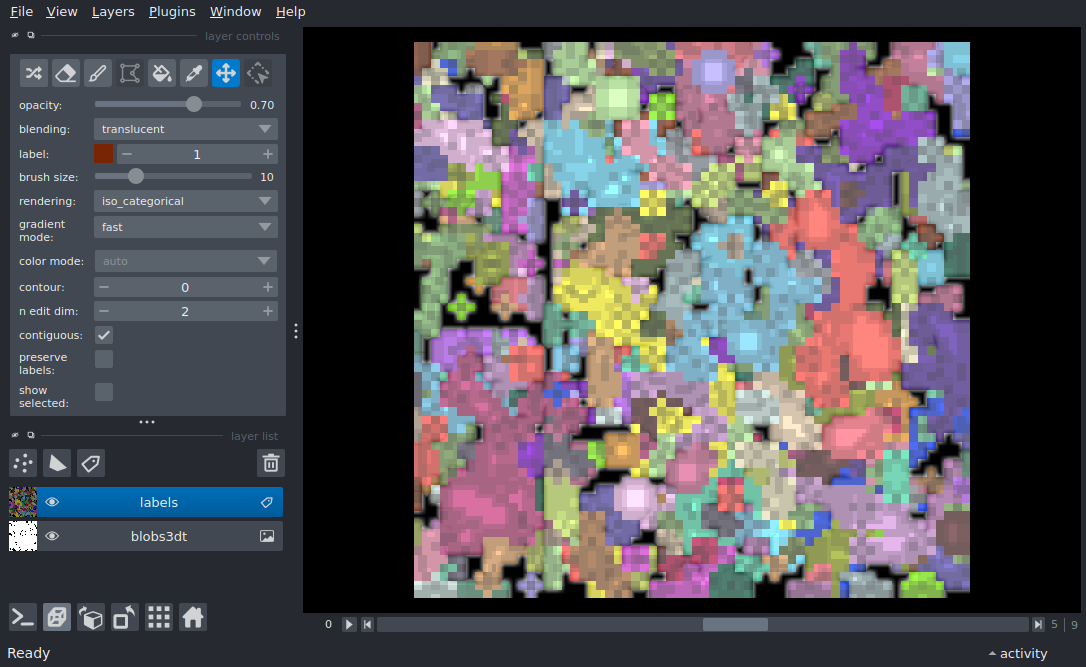 File View Layers Plugins Window Help
layer controls
opacity: 0.70
blending: translucent
label: 1
brush size: 10
rendering: iso_categorical
gradient mode: fast
color mode: auto
contour: 0
n edit dim: 2
contiguous:
preserve labels:
show selected:
layer list
labels
blobs3dt
0 5 9
Ready activity